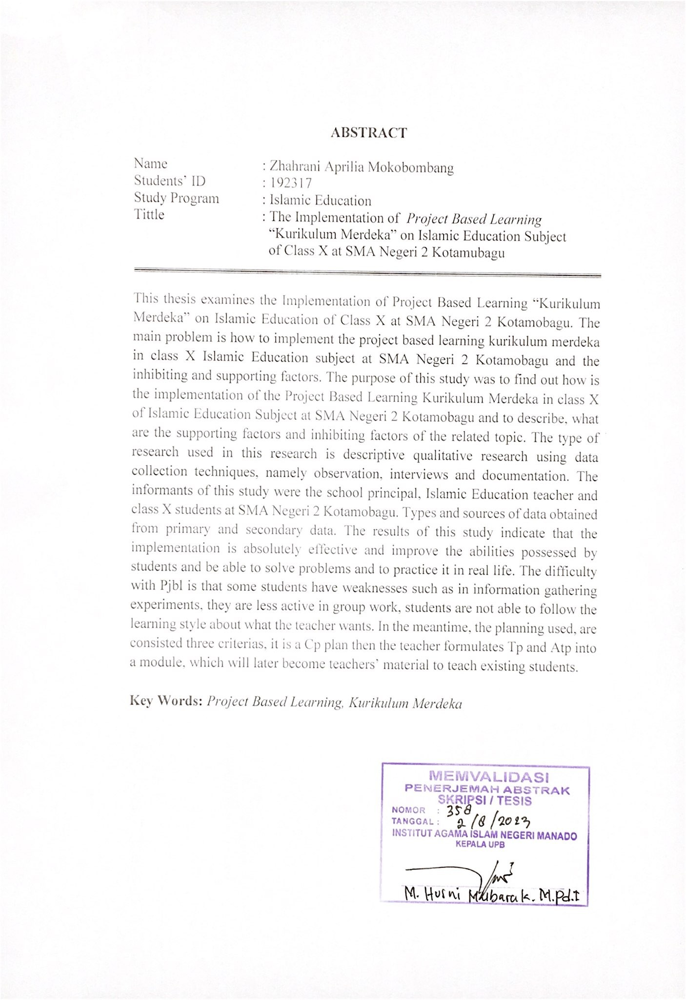 ABSTRACT
Name : Zhahrani Aprilia Mokobombang
Students' ID : 192317
Study Program : Islamic Education
Tittle : The Implementation of Project Based Learning
“Kurikulum Merdeka” on Islamic Education Subject
of Class X at SMA Negeri 2 Kotamubagu
This thesis examines the Implementation of Project Based Learning “Kurikulum
Merdeka” on Islamic Education of Class X at SMA Negeri 2 Kotamobagu. The
main problem is how to implement the project based learning kurikulum merdeka
in class X Islamic Education subject at SMA Negeri 2 Kotamobagu and the
inhibiting and supporting factors. The purpose of this study was to find out how is
the implementation of the Project Based Learning Kurikulum Merdeka in class X
of Islamic Education Subject at SMA Negeri 2 Kotamobagu and to describe, what
are the supporting factors and inhibiting factors of the related topic. The type of
research used in this research is descriptive qualitative research using data
collection techniques, namely observation, interviews and documentation. The
informants of this study were the school principal, Islamic Education teacher and
class X students at SMA Negeri 2 Kotamobagu. Types and sources of data obtained
from primary and secondary data. The results of this study indicate that the
implementation is absolutely effective and improve the abilities possessed by
students and be able to solve problems and to practice it in real life. The difficulty
with Pjbl is that some students have weaknesses such as in information gathering
experiments, they are less active in group work, students are not able to follow the
learning style about what the teacher wants. In the meantime, the planning used, are
consisted three criterias, it is a Cp plan then the teacher formulates Tp and Atp into
a module, which will later become teachers' material to teach existing students.
Key Words: Project Based Learning, Kurikulum Merdeka
MEMVALIDASI
PENERJEMAH ABSTRAK
SKRIPSI / TESIS
NOMOR : 358
TANGGAL : 2/8/2023
INSTITUT AGAMA ISLAM NEGERI MANADO
KEPALA UPB
M. Husni Mubarak. M.Pd.I